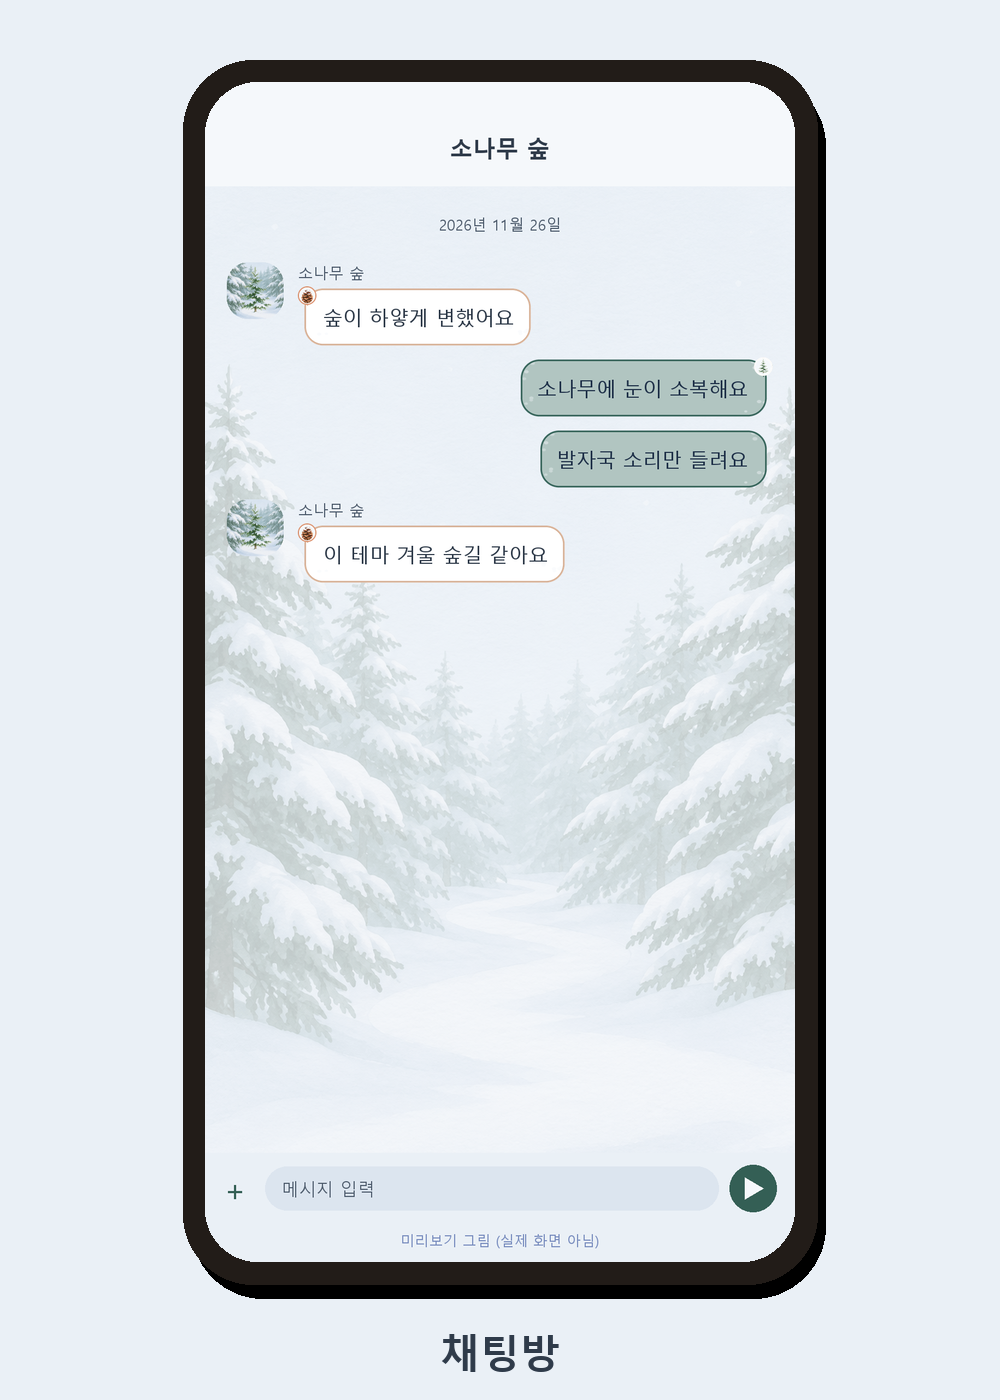 소나무 숲
2026년 11월 26일
소나무 숲
숲이 하얗게 변했어요
소나무에 눈이 소복해요
발자국 소리만 들려요
소나무 숲
이 테마 겨울 숲길 같아요
+
메시지 입력
미리보기 그림 (실제 화면 아님)
채팅방